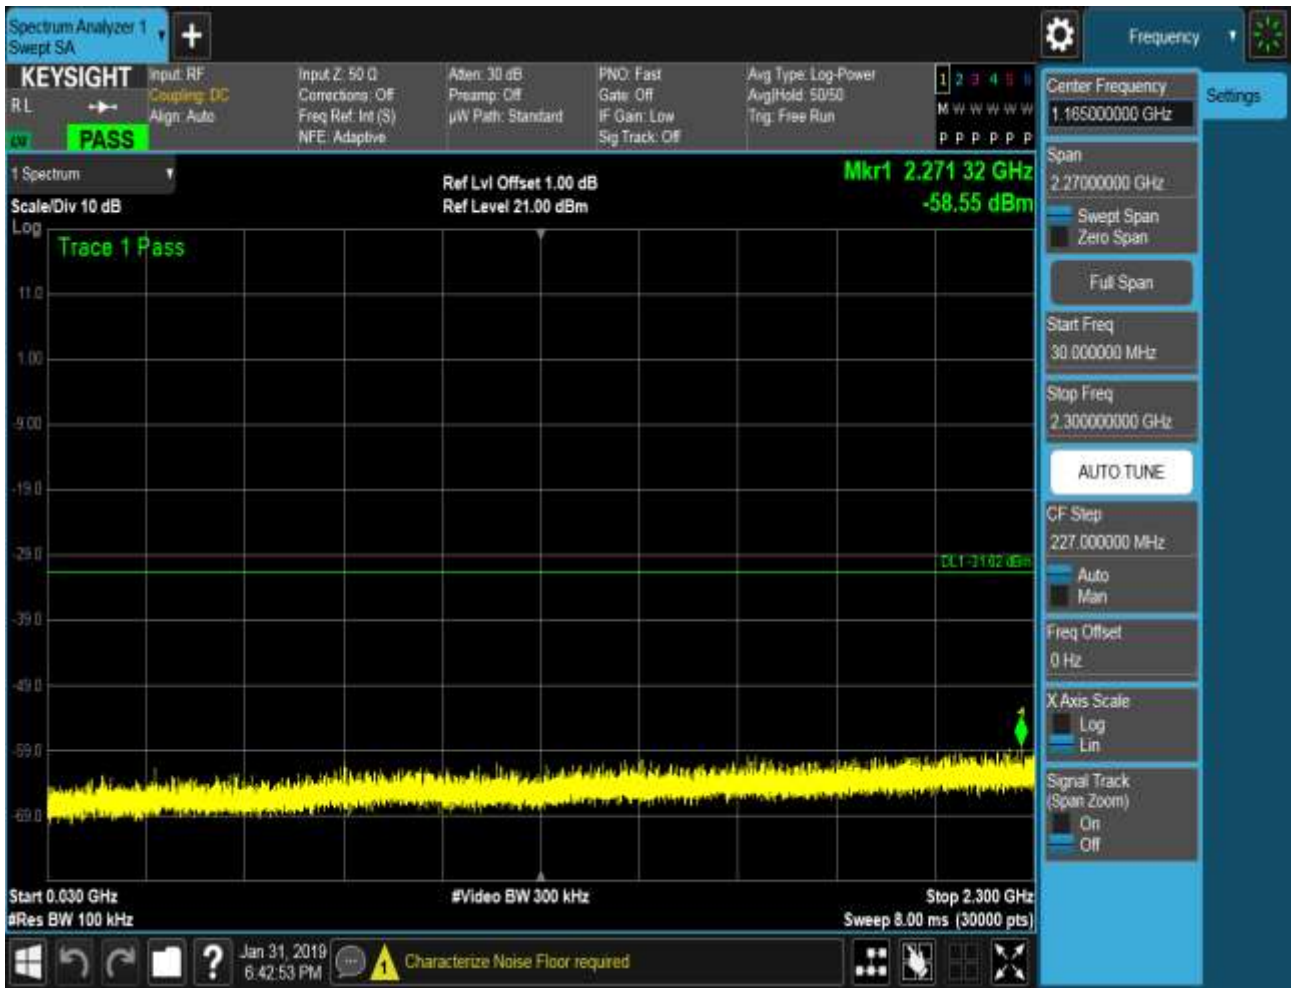 Spectrum Analyzer 1
Swept SA
Frequency
KEYSIGHT
R L
PASS
Input: RF
Coupling: DC
Align: Auto
Input Z: 50 Ω
Corrections: Off
Freq Ref: Int (S)
NFE: Adaptive
Atten: 30 dB
Preamp: Off
µW Path: Standard
PNO: Fast
Gate: Off
IF Gain: Low
Sig Track: Off
Avg Type: Log-Power
Avg|Hold: 50/50
Trig: Free Run
1 2 3 4 5 6
M W W W W W
P P P P P P
1 Spectrum
Scale/Div 10 dB
Ref Lvl Offset 1.00 dB
Ref Level 21.00 dBm
Mkr1 2.271 32 GHz
-58.55 dBm
Log
Trace 1 Pass
11.0
1.00
-9.00
-19.0
-29.0
DL1 -31.62 dBm
-39.0
-49.0
1
-59.0
-69.0
Start 0.030 GHz
#Video BW 300 kHz
Stop 2.300 GHz
#Res BW 100 kHz
Sweep 8.00 ms (30000 pts)
Jan 31, 2019
6:42:53 PM
Characterize Noise Floor required
Center Frequency
1.165000000 GHz
Settings
Span
2.27000000 GHz
Swept Span
Zero Span
Full Span
Start Freq
30.000000 MHz
Stop Freq
2.300000000 GHz
AUTO TUNE
CF Step
227.000000 MHz
Auto
Man
Freq Offset
0 Hz
X Axis Scale
Log
Lin
Signal Track
(Span Zoom)
On
Off